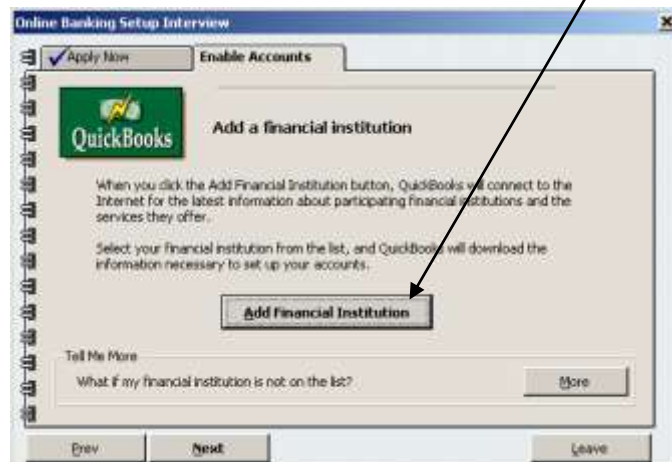 Online Banking Setup Interview
Apply Now
Enable Accounts
QuickBooks
Add a financial institution
When you click the Add Financial Institution button, QuickBooks will connect to the
Internet for the latest information about participating financial institutions and the
services they offer.
Select your financial institution from the list, and QuickBooks will download the
information necessary to set up your accounts.
Add Financial Institution
Tell Me More
What if my financial institution is not on the list?
More
Prev
Next
Leave